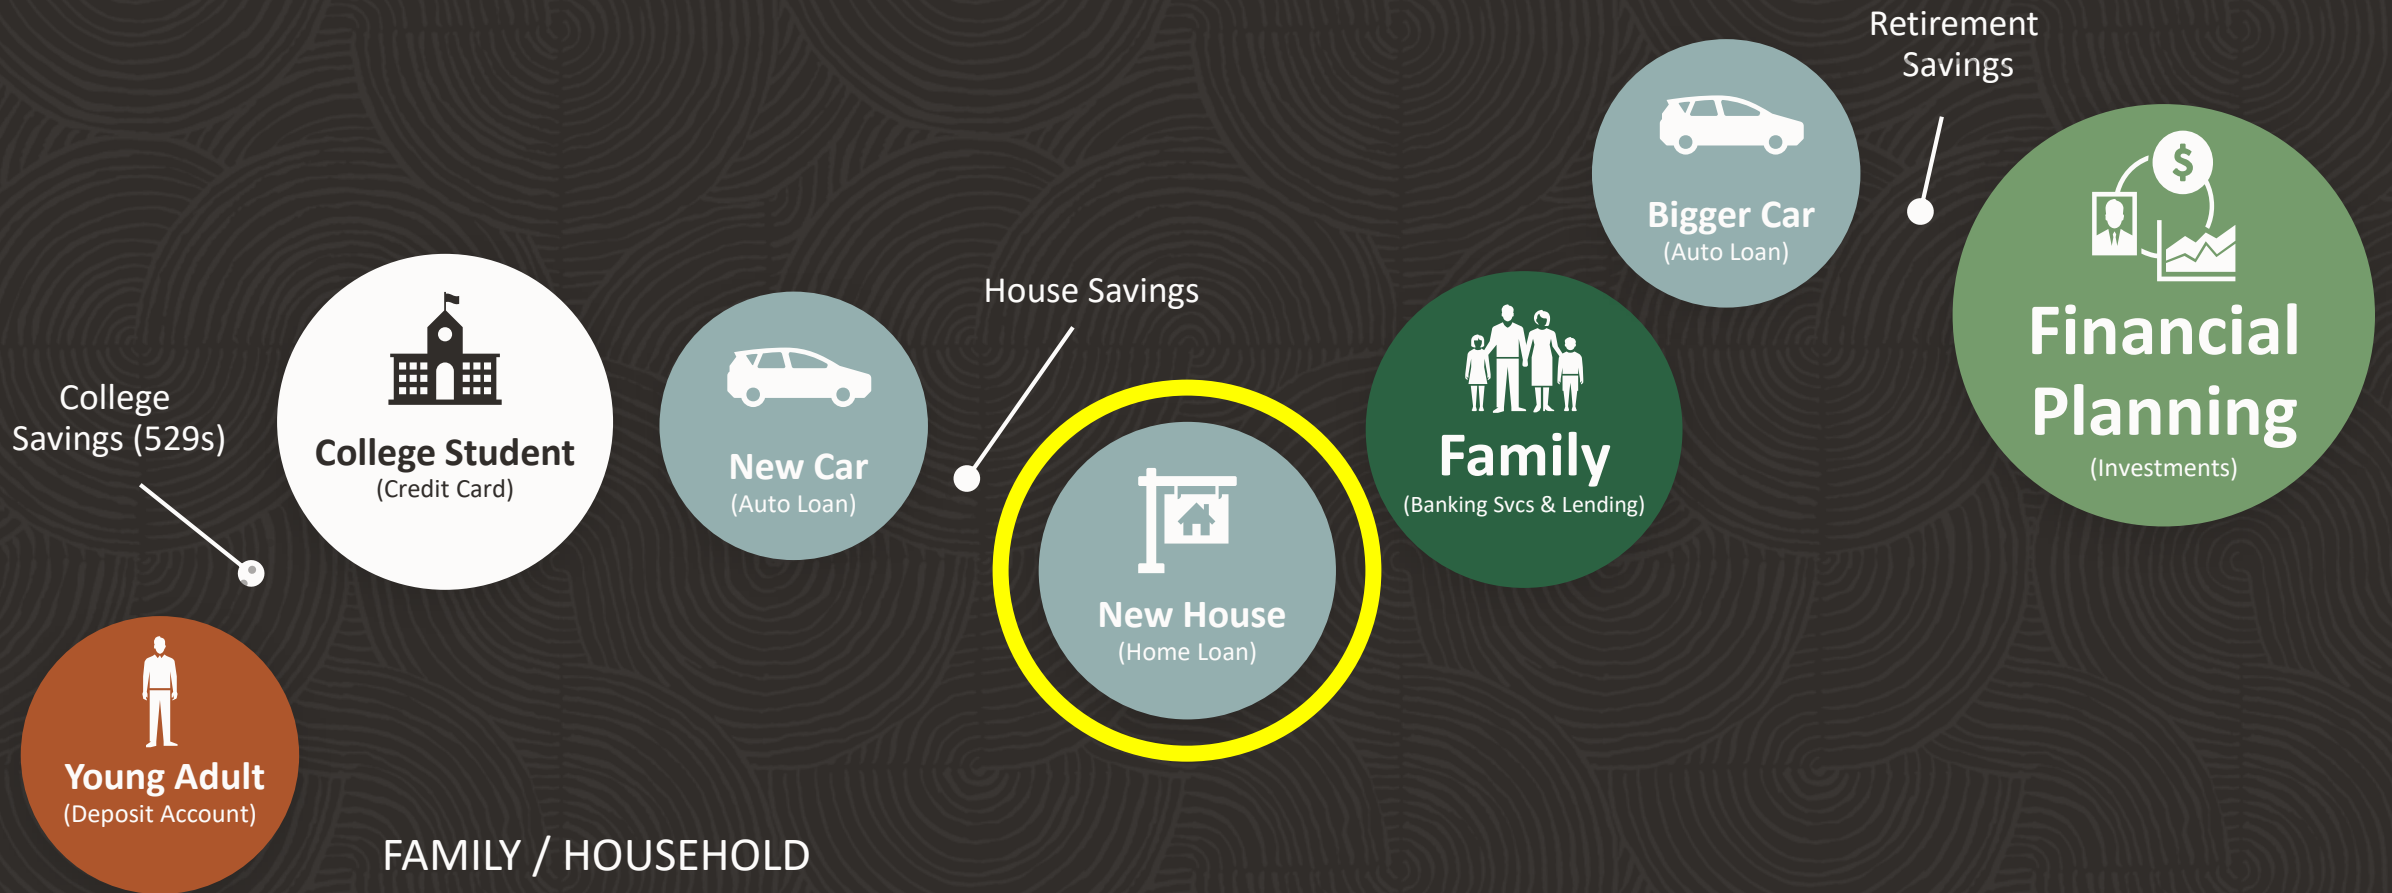 College
Savings (529s)
Young Adult
(Deposit Account)
College Student
(Credit Card)
New Car
(Auto Loan)
House Savings
New House
(Home Loan)
Family
(Banking Svcs & Lending)
Bigger Car
(Auto Loan)
Retirement
Savings
$
Financial
Planning
(Investments)
FAMILY / HOUSEHOLD